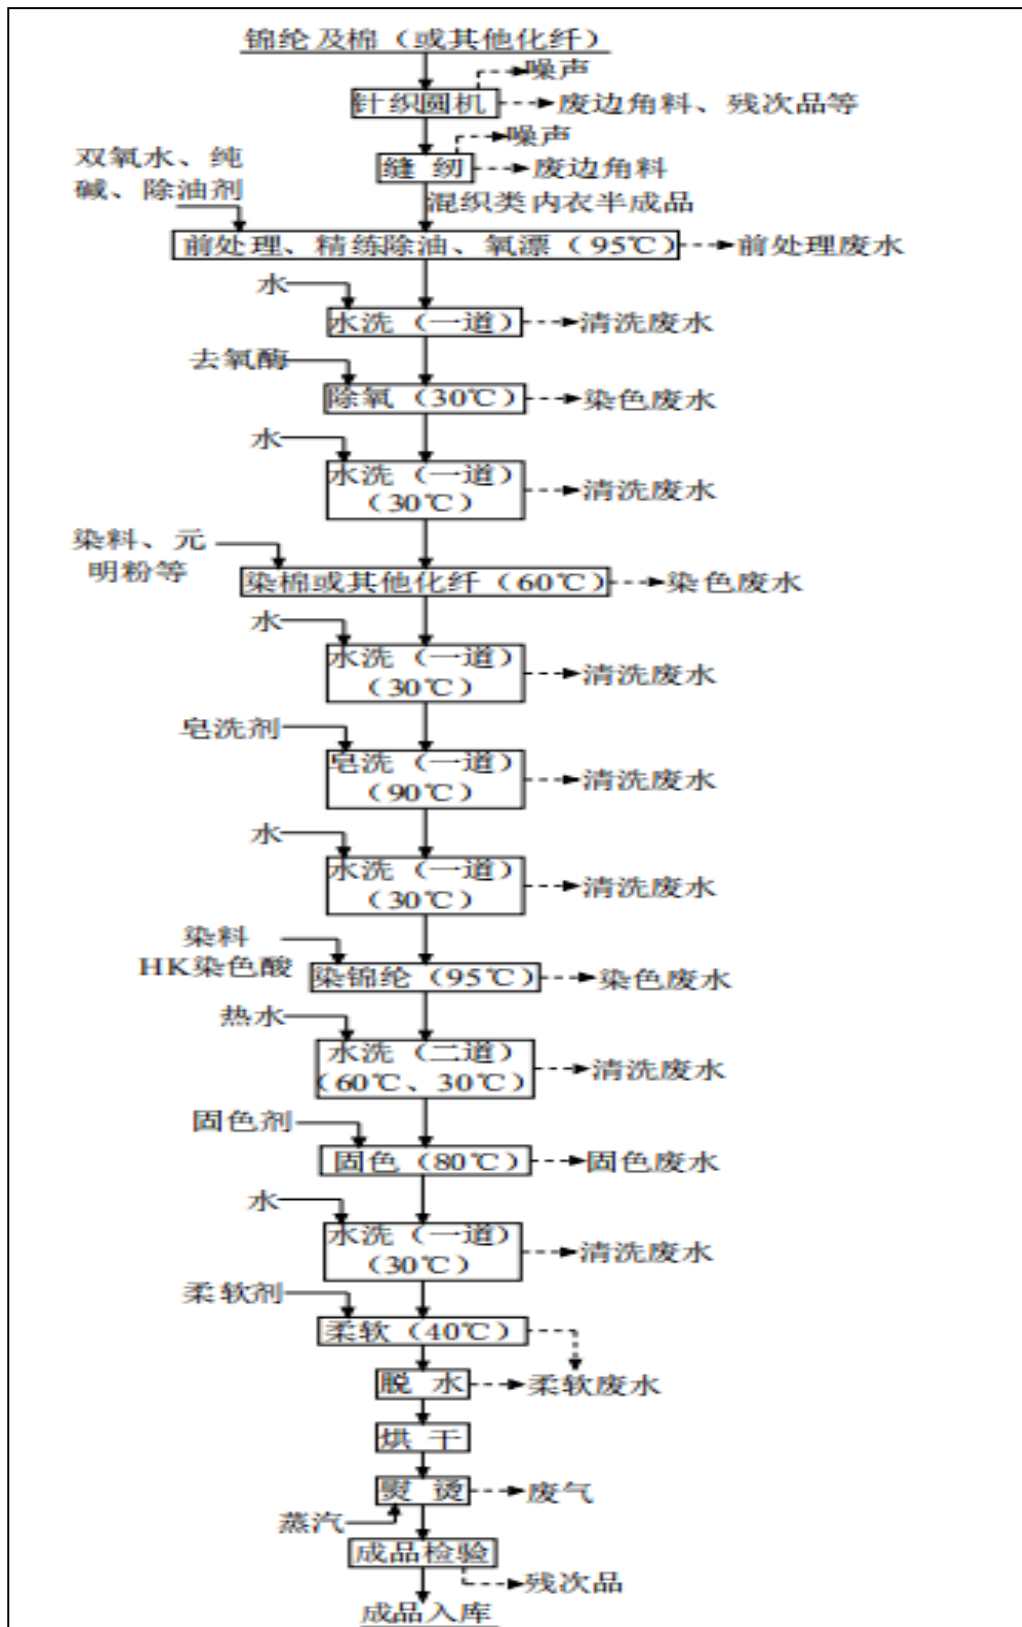 锦纶及棉（或其他化纤）
噪声
针织圆机
废边角料、残次品等
噪声
双氧水、纯
碱、除油剂
缝 纫
废边角料
混织类内衣半成品
前处理、精练除油、氧漂（95℃）
前处理废水
水
水洗（一道）
清洗废水
去氧酶
除氧（30℃）
染色废水
水
水洗（一道）
（30℃）
清洗废水
染料、元
明粉等
染棉或其他化纤（60℃）
染色废水
水
水洗（一道）
（30℃）
清洗废水
皂洗剂
皂洗（一道）
（90℃）
清洗废水
水
水洗（一道）
（30℃）
清洗废水
染料
HK染色酸
染锦纶（95℃）
染色废水
热水
水洗（二道）
（60℃、30℃）
清洗废水
固色剂
固色（80℃）
固色废水
水
水洗（一道）
（30℃）
清洗废水
柔软剂
柔软（40℃）
脱 水
柔软废水
烘 干
熨 烫
废气
蒸汽
成品检验
残次品
成品入库